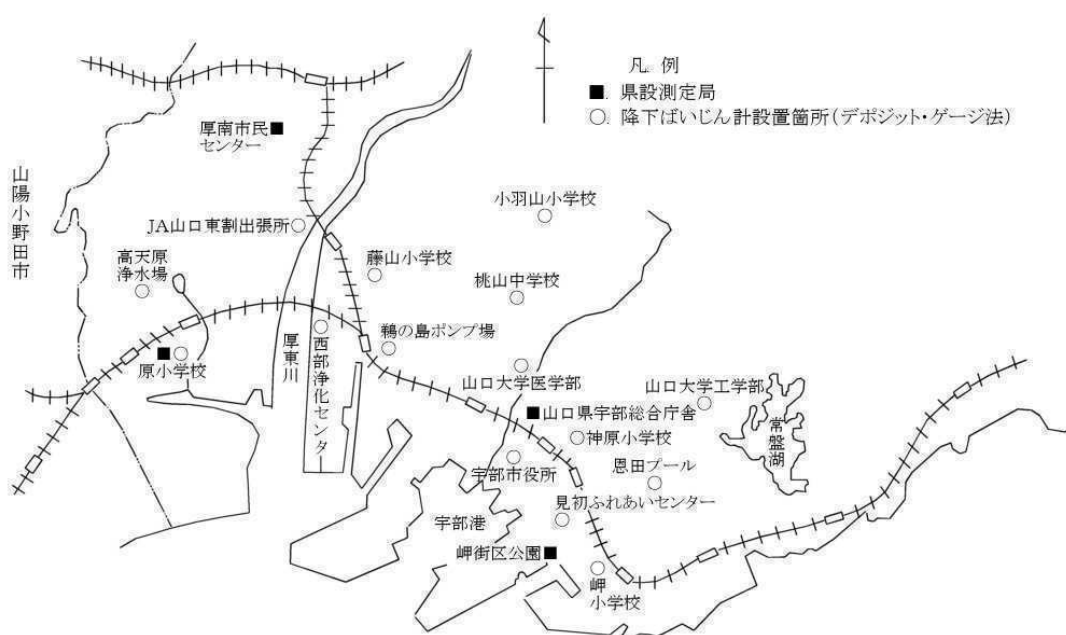 凡 例
■ 県設測定局
○ 降下ばいじん計設置箇所(デポジット・ゲージ法)
厚南市民■
センター
山陽小野田市
小羽山小学校
JA山口東割出張所
高天原
浄水場
藤山小学校
桃山中学校
鵜の島ポンプ場
厚東川
西部浄化センター
原小学校
山口大学医学部
山口大学工学部
■山口県宇部総合庁舎
常盤湖
神原小学校
宇部市役所
恩田プール
見初ふれあいセンター
宇部港
岬街区公園■
岬
小学校